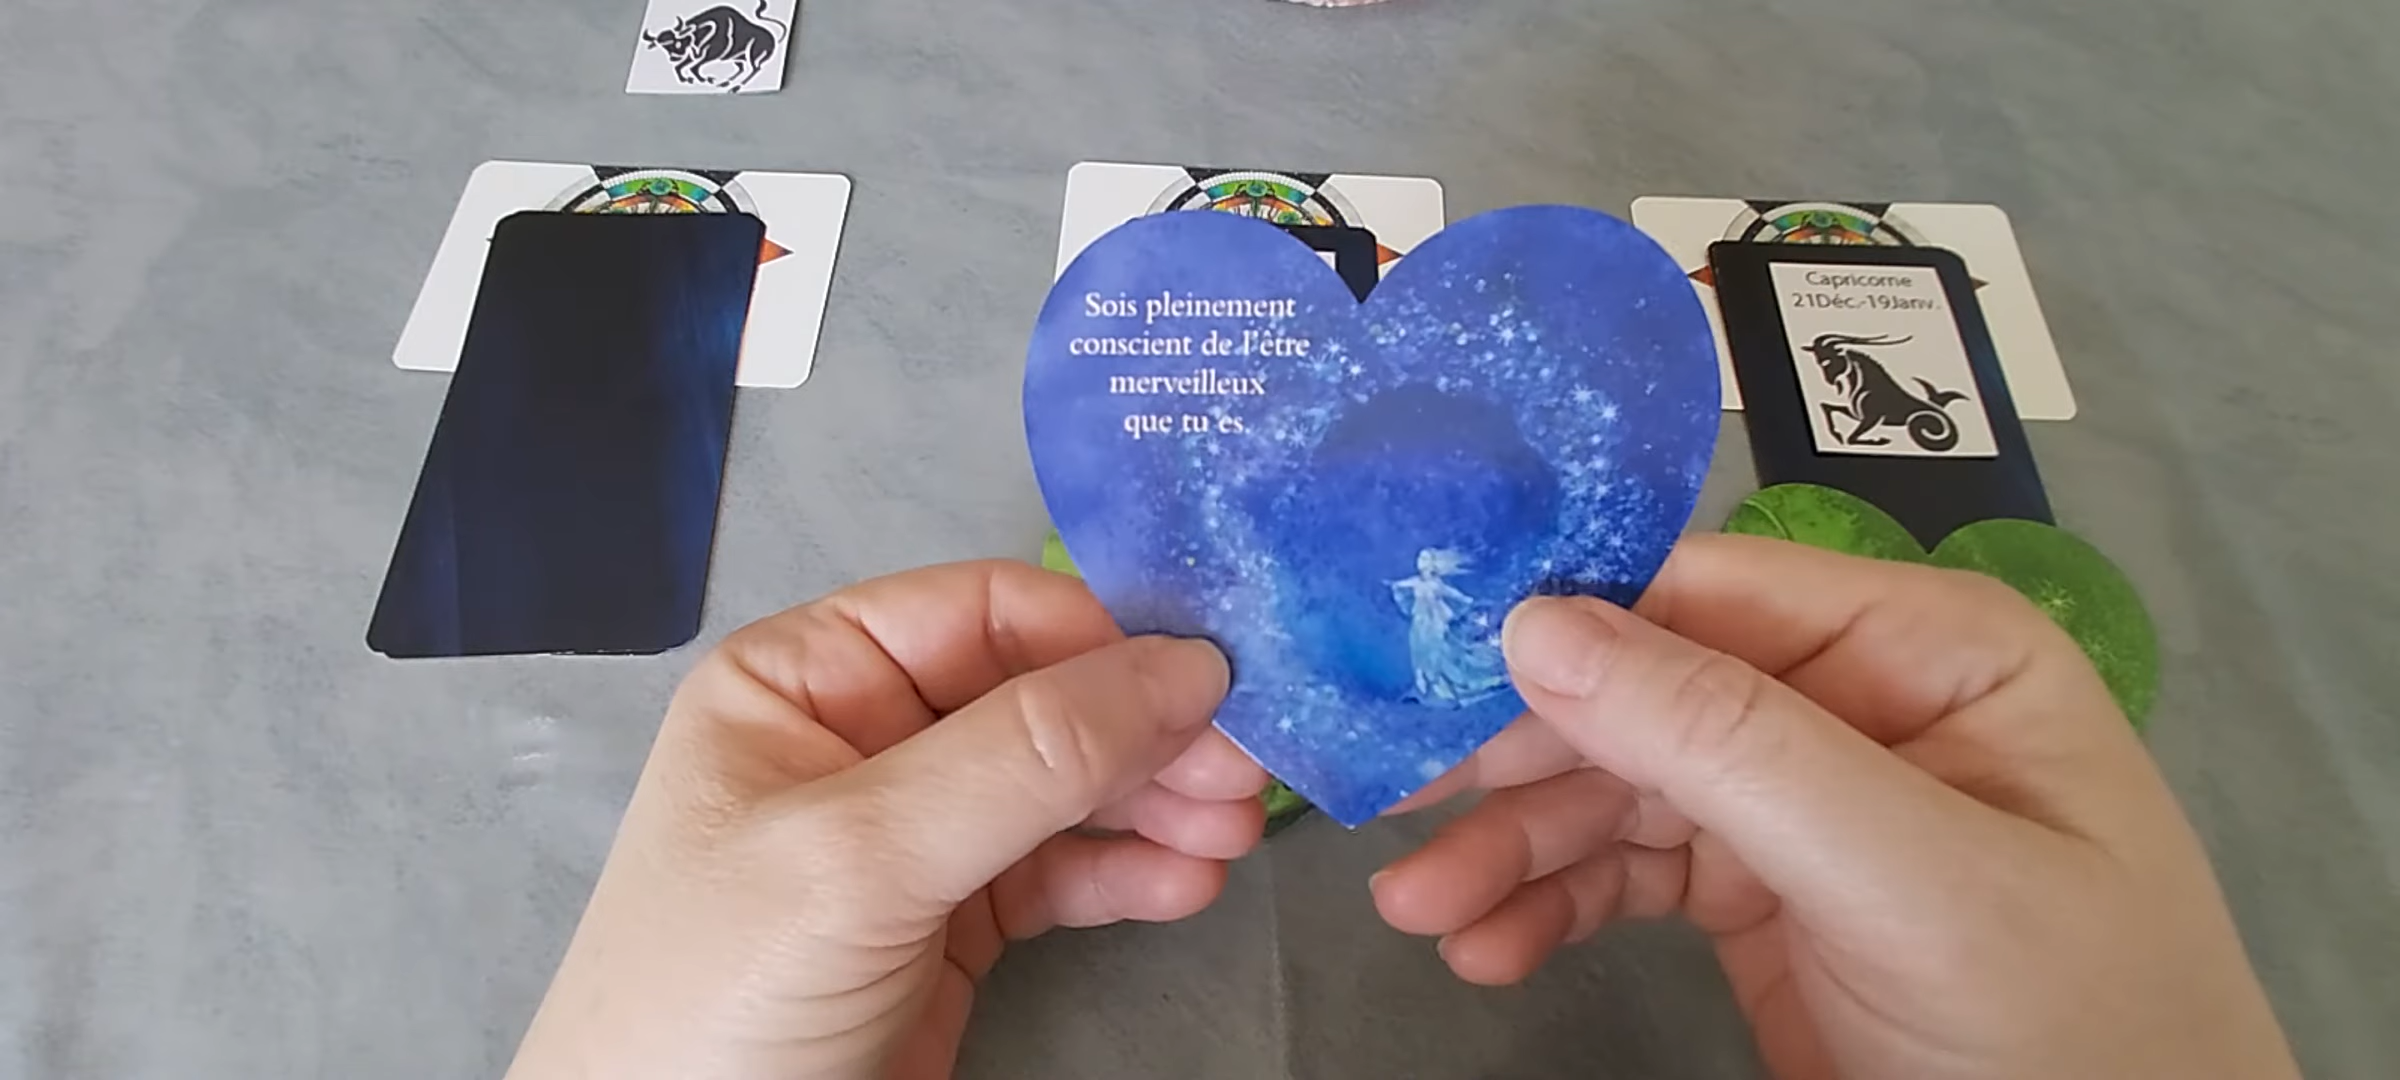 Sois pleinement
conscient de l'être
merveilleux
que tu es.
Capricorne
21Déc.-19Janv.